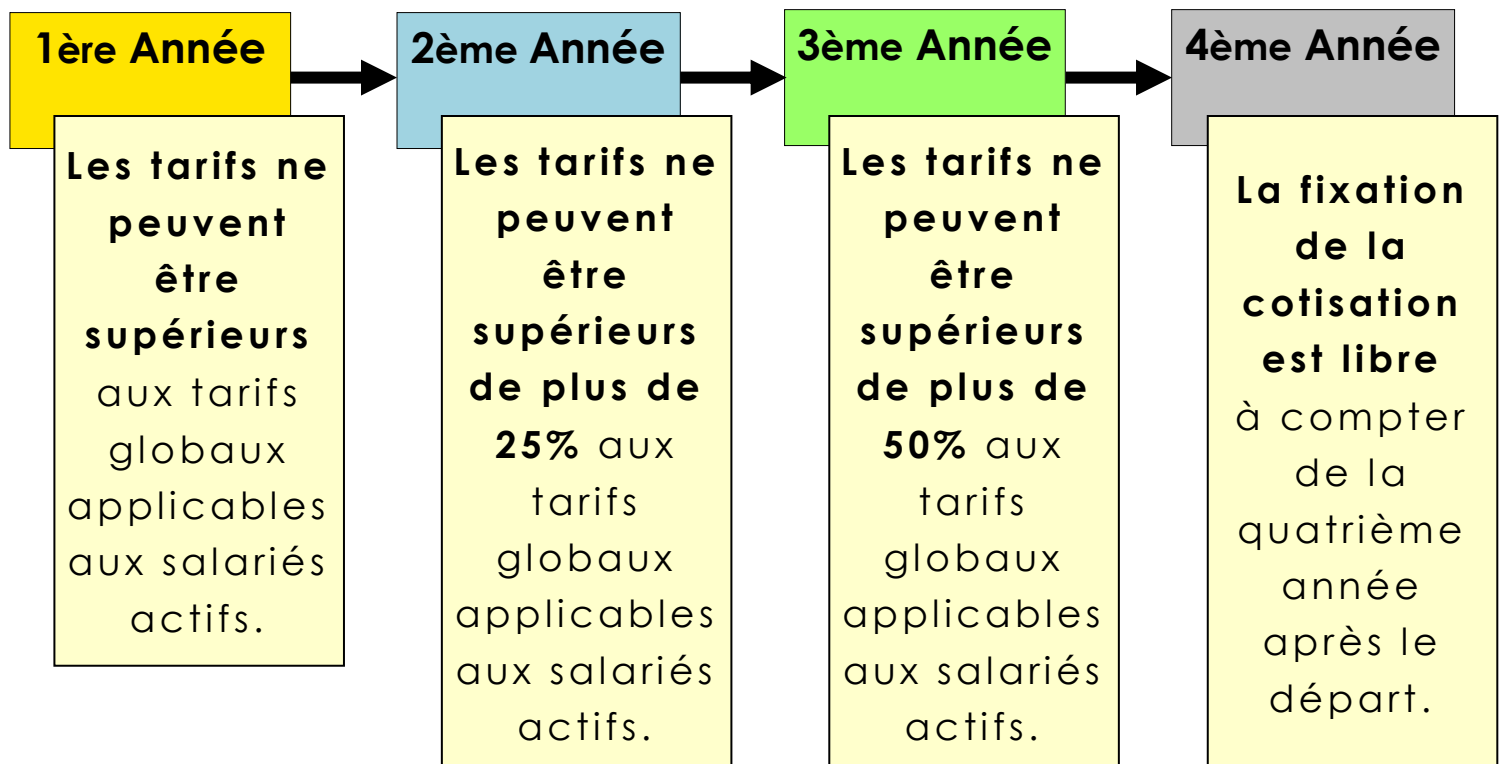 1ère Année
Les tarifs ne
peuvent
être
supérieurs
aux tarifs
globaux
applicables
aux salariés
actifs.
2ème Année
Les tarifs ne
peuvent
être
supérieurs
de plus de
25% aux
tarifs
globaux
applicables
aux salariés
actifs.
3ème Année
Les tarifs ne
peuvent
être
supérieurs
de plus de
50% aux
tarifs
globaux
applicables
aux salariés
actifs.
4ème Année
La fixation
de la
cotisation
est libre
à compter
de la
quatrième
année
après le
départ.